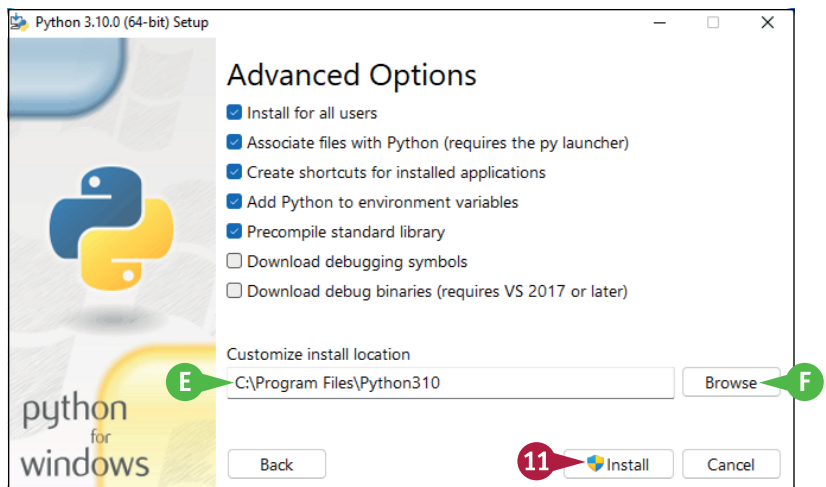 Python 3.10.0 (64-bit) Setup
Advanced Options
Install for all users
Associate files with Python (requires the py launcher)
Create shortcuts for installed applications
Add Python to environment variables
Precompile standard library
Download debugging symbols
Download debug binaries (requires VS 2017 or later)
Customize install location
E C:\Program Files\Python310 Browse F
python
for
windows
Back 11 Install Cancel